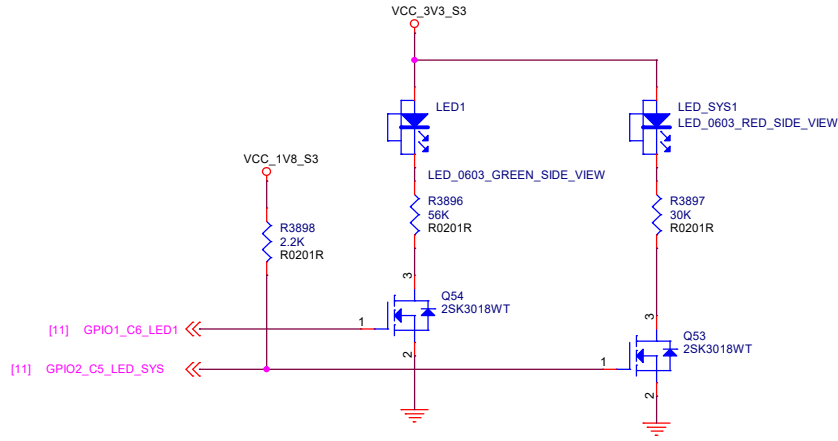 VCC_3V3_S3
LED1
LED_SYS1
LED_0603_RED_SIDE_VIEW
VCC_1V8_S3
LED_0603_GREEN_SIDE_VIEW
R3896
56K
R0201R
R3897
30K
R0201R
R3898
2.2K
R0201R
3
Q54
2SK3018WT
1
[11] GPIO1_C6_LED1
2
3
Q53
2SK3018WT
1
[11] GPIO2_C5_LED_SYS
2